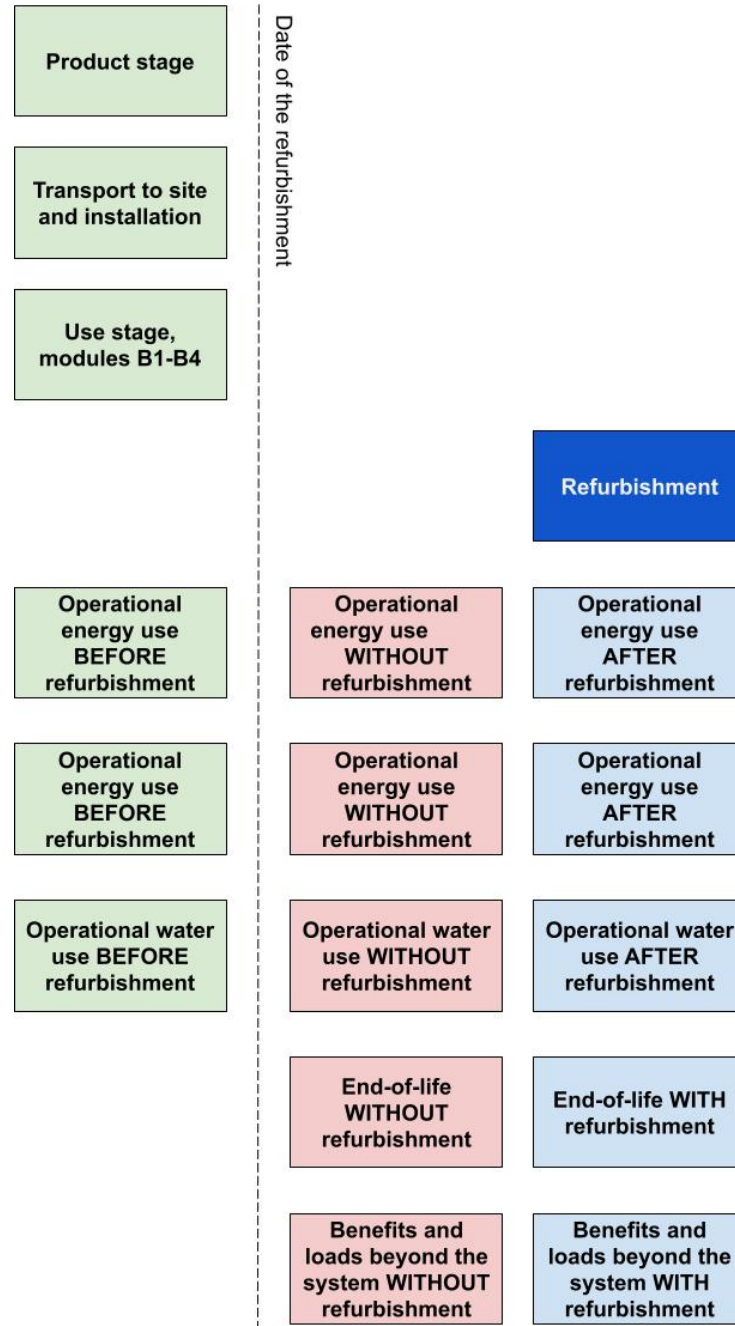 Product stage
Date of the refurbishment
Transport to site
and installation
Use stage,
modules B1-B4
Refurbishment
Operational
energy use
BEFORE
refurbishment
Operational
energy use
WITHOUT
refurbishment
Operational
energy use
AFTER
refurbishment
Operational
energy use
BEFORE
refurbishment
Operational
energy use
WITHOUT
refurbishment
Operational
energy use
AFTER
refurbishment
Operational water
use BEFORE
refurbishment
Operational water
use WITHOUT
refurbishment
Operational water
use AFTER
refurbishment
End-of-life
WITHOUT
refurbishment
End-of-life WITH
refurbishment
Benefits and
loads beyond the
system WITHOUT
refurbishment
Benefits and
loads beyond the
system WITH
refurbishment